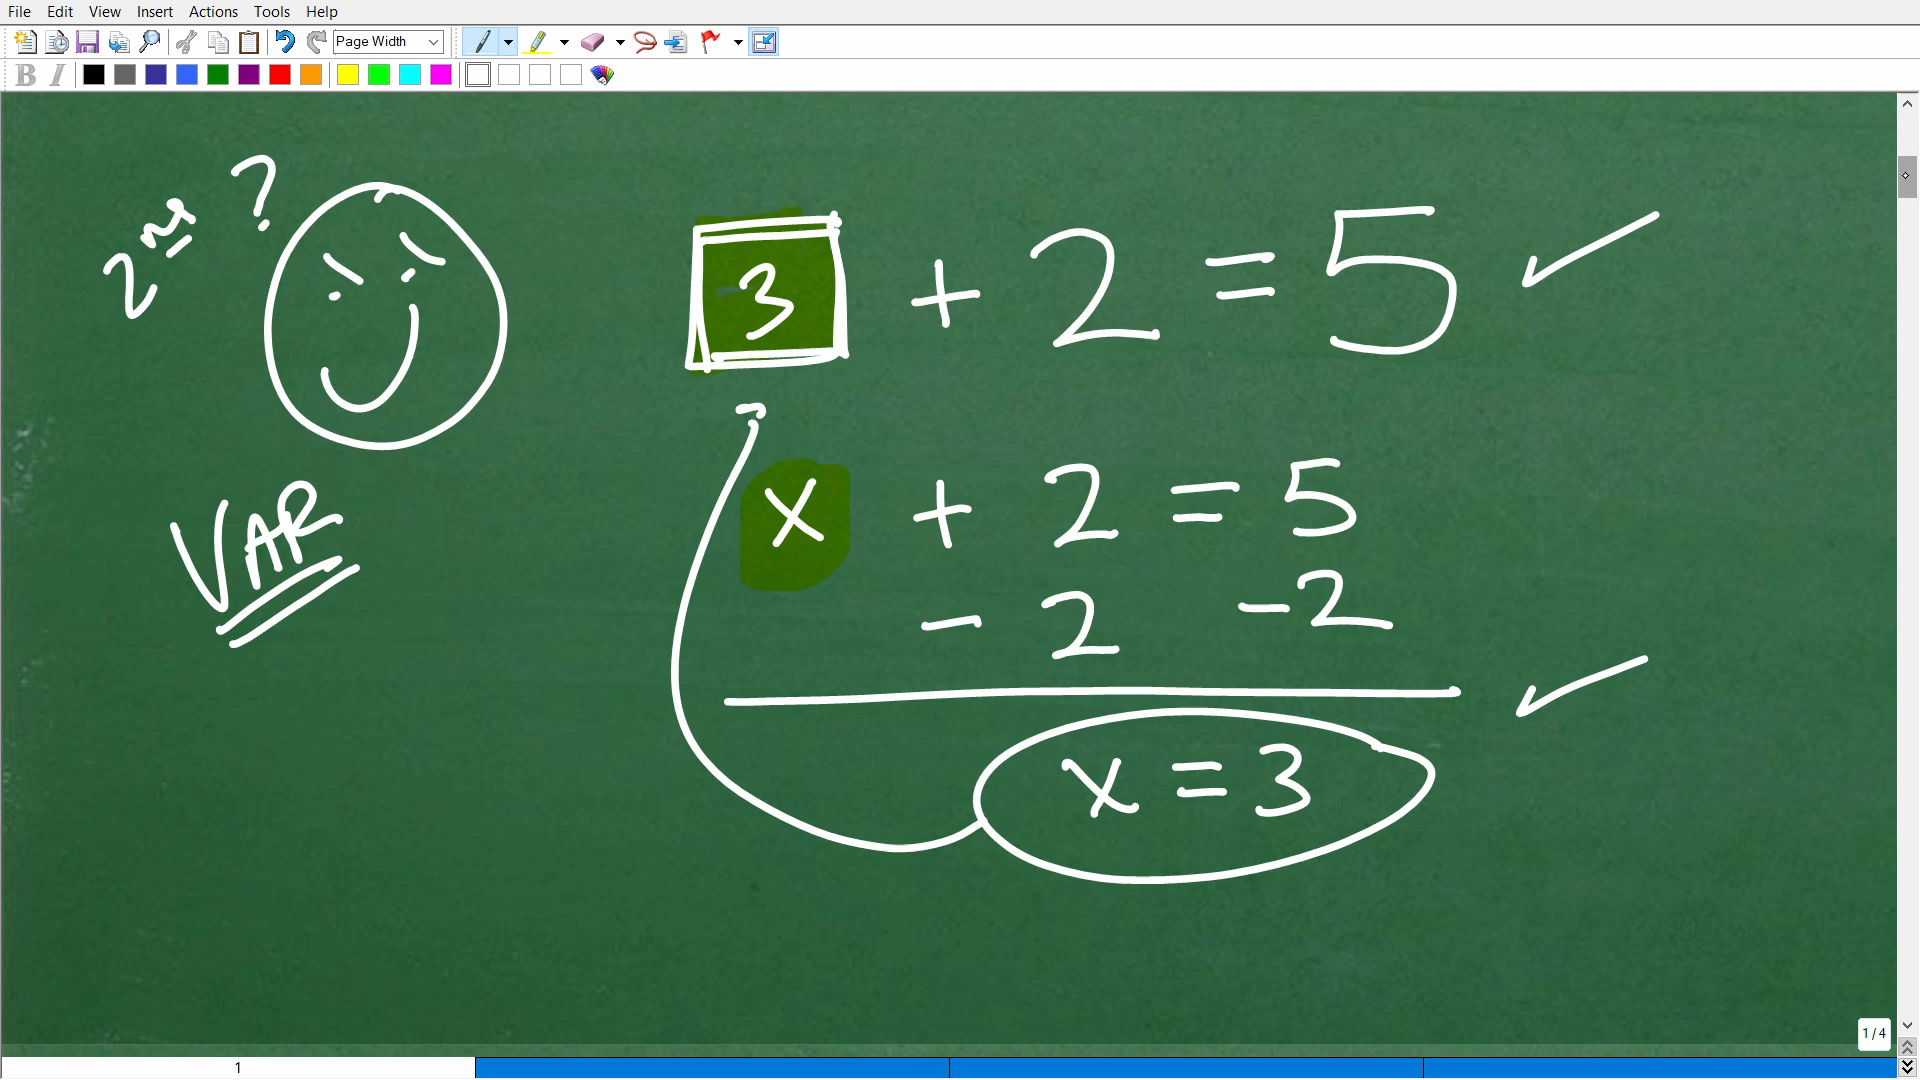 File Edit View Insert Actions Tools Help
Page Width
B I
2nd ?
3 + 2 = 5 ✓
x + 2 = 5
- 2 -2
VAR
x = 3 ✓
1 / 4
1